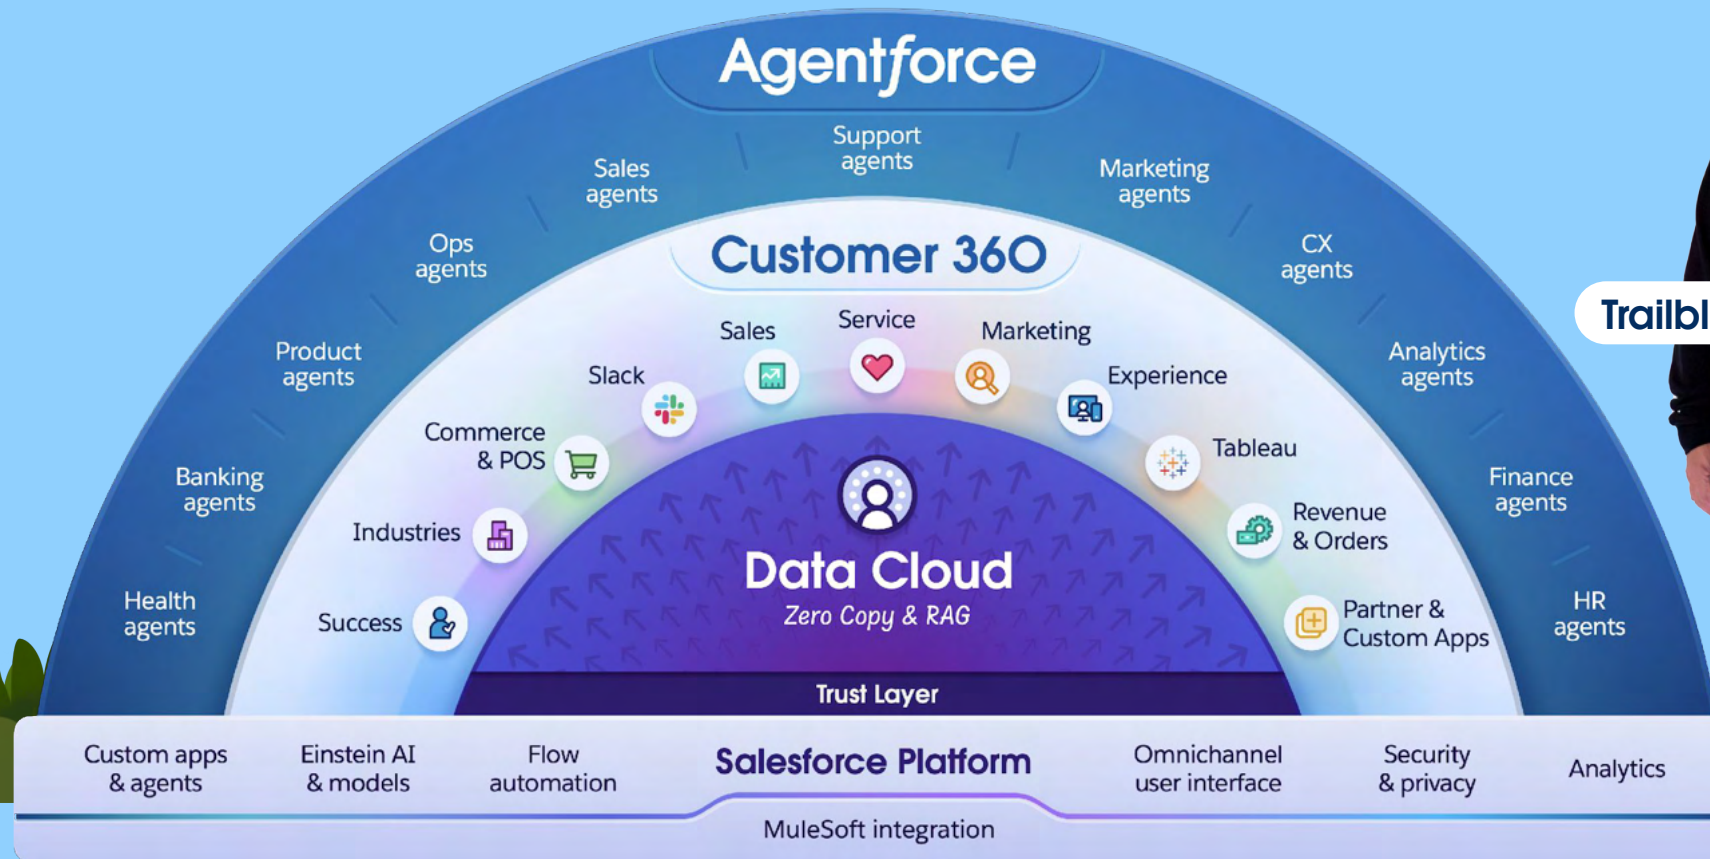 Agentforce
Support
agents
Sales
agents
Marketing
agents
Ops
agents
CX
agents
Product
agents
Analytics
agents
Banking
agents
Finance
agents
Health
agents
HR
agents
Customer 360
Service
Sales
Marketing
Slack
Experience
Commerce
& POS
Tableau
Industries
Revenue
& Orders
Success
Partner &
Custom Apps
Data Cloud
Zero Copy & RAG
Trust Layer
Trailbl
Custom apps
& agents
Einstein AI
& models
Flow
automation
Salesforce Platform
Omnichannel
user interface
Security
& privacy
Analytics
MuleSoft integration